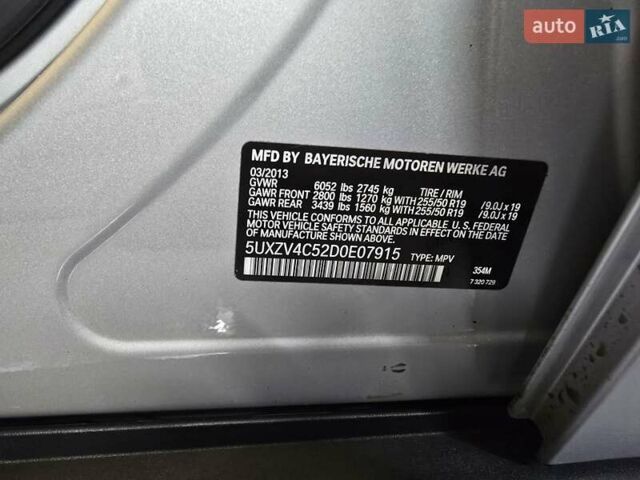 auto RIA .com
MFD BY BAYERISCHE MOTOREN WERKE AG
03/2013
GVWR 6052 lbs 2745 kg TIRE / RIM
GAWR FRONT 2800 lbs 1270 kg WITH 255/50 R19 /9.0J x 19
GAWR REAR 3439 lbs 1560 kg WITH 255/50 R19 /9.0J x 19
THIS VEHICLE CONFORMS TO ALL APPLICABLE U.S. FEDERAL
MOTOR VEHICLE SAFETY STANDARDS IN EFFECT ON THE
DATE OF MANUFACTURE SHOWN ABOVE.
5UXZV4C52D0E07915 TYPE: MPV
354M
7 320 729